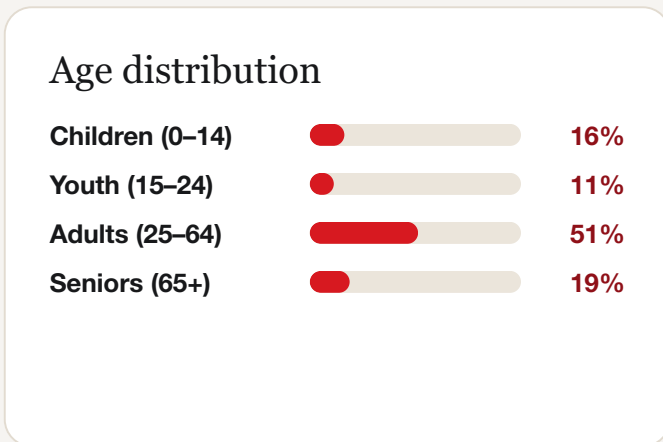 Age distribution
Children (0–14) 16%
Youth (15–24) 11%
Adults (25–64) 51%
Seniors (65+) 19%